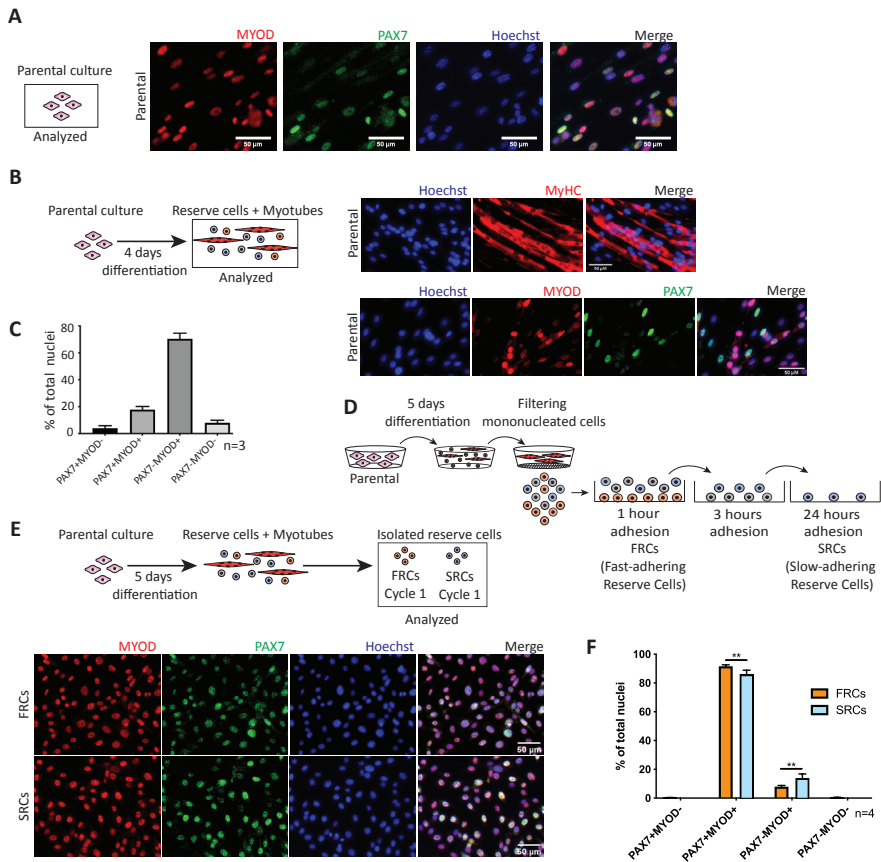 A
MYOD PAX7 Hoechst Merge
Parental culture
Parental
Analyzed
50 µm 50 µm 50 µm 50 µm
B
Hoechst MyHC Merge
Parental culture Reserve cells + Myotubes
Parental
4 days
differentiation
Analyzed
50 µM
Hoechst MYOD PAX7 Merge
Parental
50 µM
C
% of total nuclei
80
60
40
20
0
PAX7+MYOD- PAX7+MYOD+ PAX7-MYOD+ PAX7-MYOD-
n=3
D
5 days
differentiation
Filtering
mononucleated cells
Parental
1 hour
adhesion
FRCs
(Fast-adhering
Reserve Cells)
3 hours
adhesion
24 hours
adhesion
SRCs
(Slow-adhering
Reserve Cells)
E
Parental culture Reserve cells + Myotubes Isolated reserve cells
5 days
differentiation
FRCs SRCs
Cycle 1 Cycle 1
Analyzed
MYOD PAX7 Hoechst Merge
FRCs
50 µm
SRCs
50 µm
F
% of total nuclei
100
80
60
40
20
0
** **
FRCs
SRCs
PAX7+MYOD- PAX7+MYOD+ PAX7-MYOD+ PAX7-MYOD-
n=4